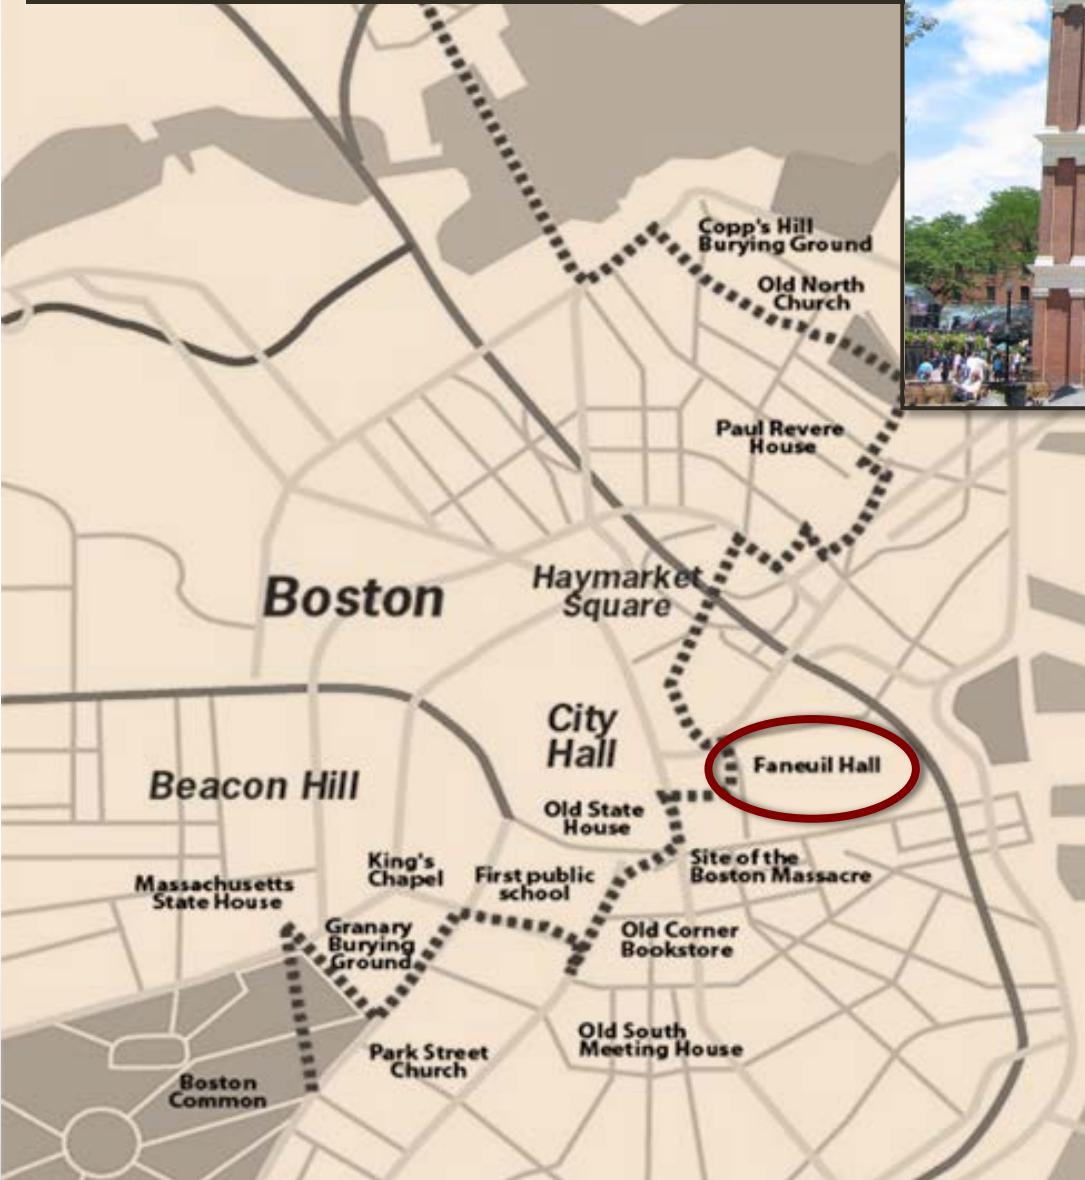 Copp's Hill
Burying Ground
Old North
Church
Paul Revere
House
Haymarket
Square
Boston
City
Hall
Faneuil Hall
Beacon Hill
Old State
House
Site of the
Boston Massacre
King's
Chapel
First public
school
Massachusetts
State House
Granary
Burying
Ground
Old Corner
Bookstore
Old South
Meeting House
Park Street
Church
Boston
Common